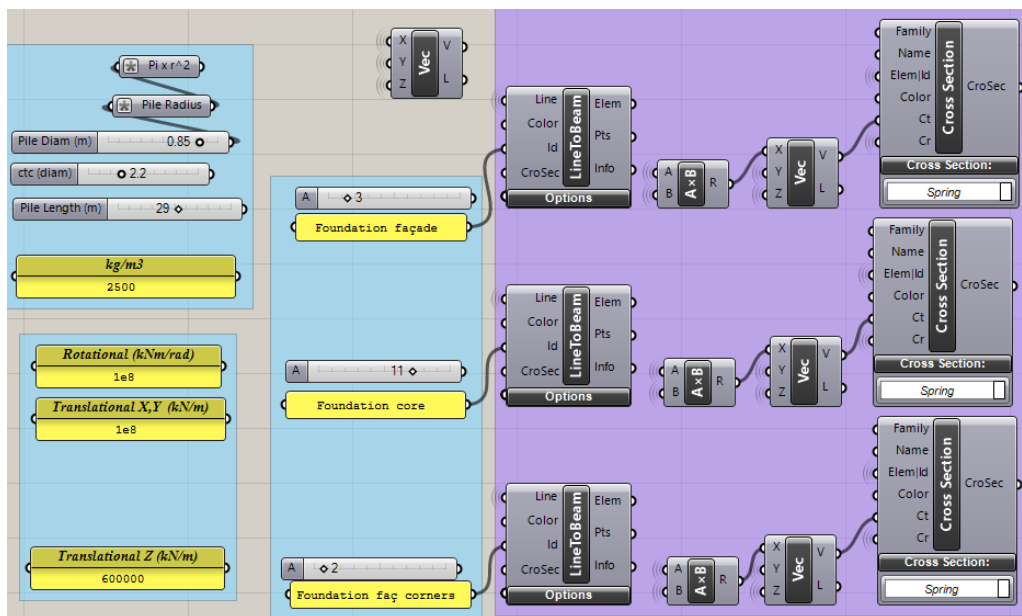 Pi x r^2
Pile Radius
Pile Diam (m) 0.85
ctc (diam) 2.2
Pile Length (m) 29
kg/m3
2500
Rotational (kNm/rad)
1e8
Translational X,Y (kN/m)
1e8
Translational Z (kN/m)
600000
X
Y
Z
Vec
V
L
A 3
Foundation façade
A 11
Foundation core
A 2
Foundation faç corners
Line
Color
Id
CroSec
LineToBeam
Elem
Pts
Info
Options
A
B
A×B
R
X
Y
Z
Vec
V
L
Family
Name
Elem|Id
Color
Ct
Cr
Cross Section
CroSec
Cross Section:
Spring
Line
Color
Id
CroSec
LineToBeam
Elem
Pts
Info
Options
A
B
A×B
R
X
Y
Z
Vec
V
L
Family
Name
Elem|Id
Color
Ct
Cr
Cross Section
CroSec
Cross Section:
Spring
Line
Color
Id
CroSec
LineToBeam
Elem
Pts
Info
Options
A
B
A×B
R
X
Y
Z
Vec
V
L
Family
Name
Elem|Id
Color
Ct
Cr
Cross Section
CroSec
Cross Section:
Spring